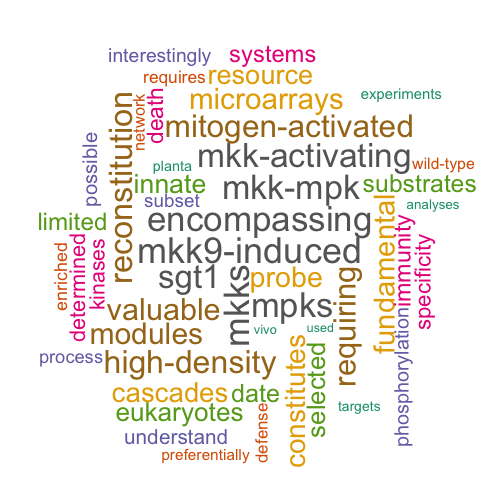 interestingly
systems
requires
resource
experiments
microarrays
network
death
reconstitution
mitogen-activated
possible
mkk-activating
wild-type
planta
innate
mkk-mpk
substrates
subset
analyses
limited
encompassing
fundamental
immunity
specificity
enriched
determined
kinases
mkk9-induced
sgt1
mkks
probe
requiring
phosphorylation
valuable
mpks
vivo
used
modules
process
high-density
constitutes
selected
cascades
date
eukaryotes
targets
understand
defense
preferentially